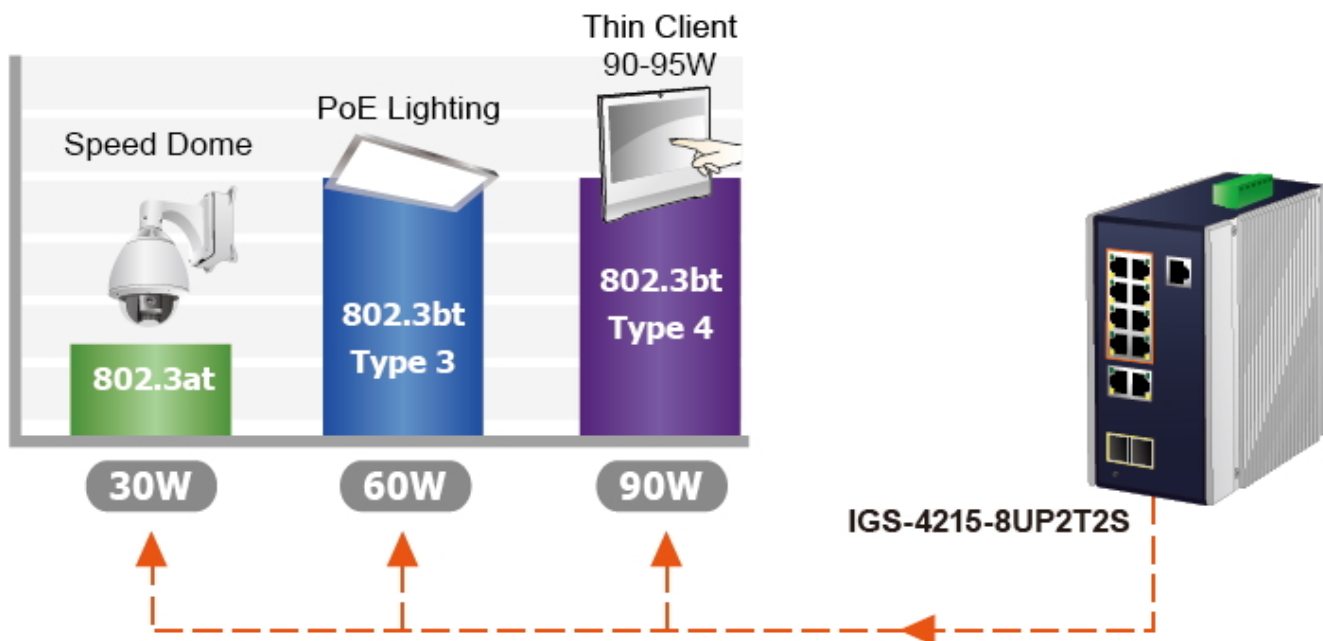 Thin Client
90-95W
PoE Lighting
Speed Dome
802.3at
802.3bt
Type 3
802.3bt
Type 4
30W
60W
90W
IGS-4215-8UP2T2S